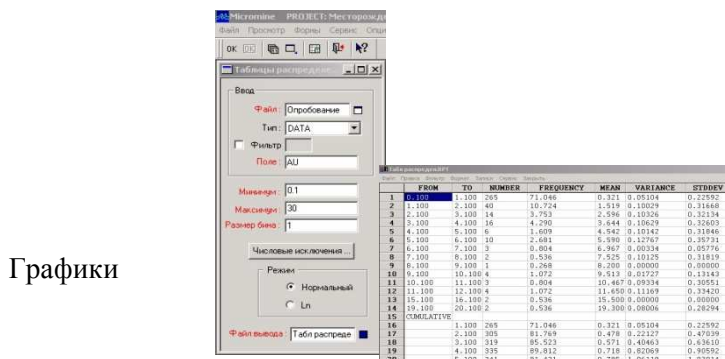 Micromine PROJECT: Месторожд
Файл Просмотр Формы Сервис Опци
OK
Таблицы распределе
Ввод
Файл: Опробование
Тип: DATA
Фильтр
Поле: AU
Минимум: 0.1
Максимум: 30
Размер бина: 1
Числовые исключения ...
Режим
Нормальный
Ln
Файл вывода: Табл распреде
Графики
FROM TO NUMBER FREQUENCY MEAN VARIANCE STDDEV
1 0.100 1.100 265 71.046 0.321 0.05104 0.22592
2 1.100 2.100 40 10.724 1.519 0.10029 0.31668
3 2.100 3.100 14 3.753 2.596 0.10326 0.32134
4 3.100 4.100 16 4.290 3.644 0.10629 0.32603
5 4.100 5.100 6 1.609 4.542 0.10142 0.31846
6 5.100 6.100 10 2.681 5.590 0.12767 0.35731
7 6.100 7.100 3 0.804 6.967 0.00334 0.05776
8 7.100 8.100 2 0.536 7.525 0.10125 0.31819
9 8.100 9.100 1 0.268 8.200 0.00000 0.00000
10 9.100 10.100 4 1.072 9.513 0.01727 0.13143
11 10.100 11.100 3 0.804 10.467 0.09334 0.30551
12 11.100 12.100 4 1.072 11.650 0.11169 0.33420
13 15.100 16.100 2 0.536 15.500 0.00000 0.00000
14 19.100 20.100 2 0.536 19.300 0.08006 0.28294
15 CUMULATIVE
16 1.100 265 71.046 0.321 0.05104 0.22592
17 2.100 305 81.769 0.478 0.22127 0.47039
18 3.100 319 85.523 0.571 0.40463 0.63610
19 4.100 335 89.812 0.718 0.82069 0.90592